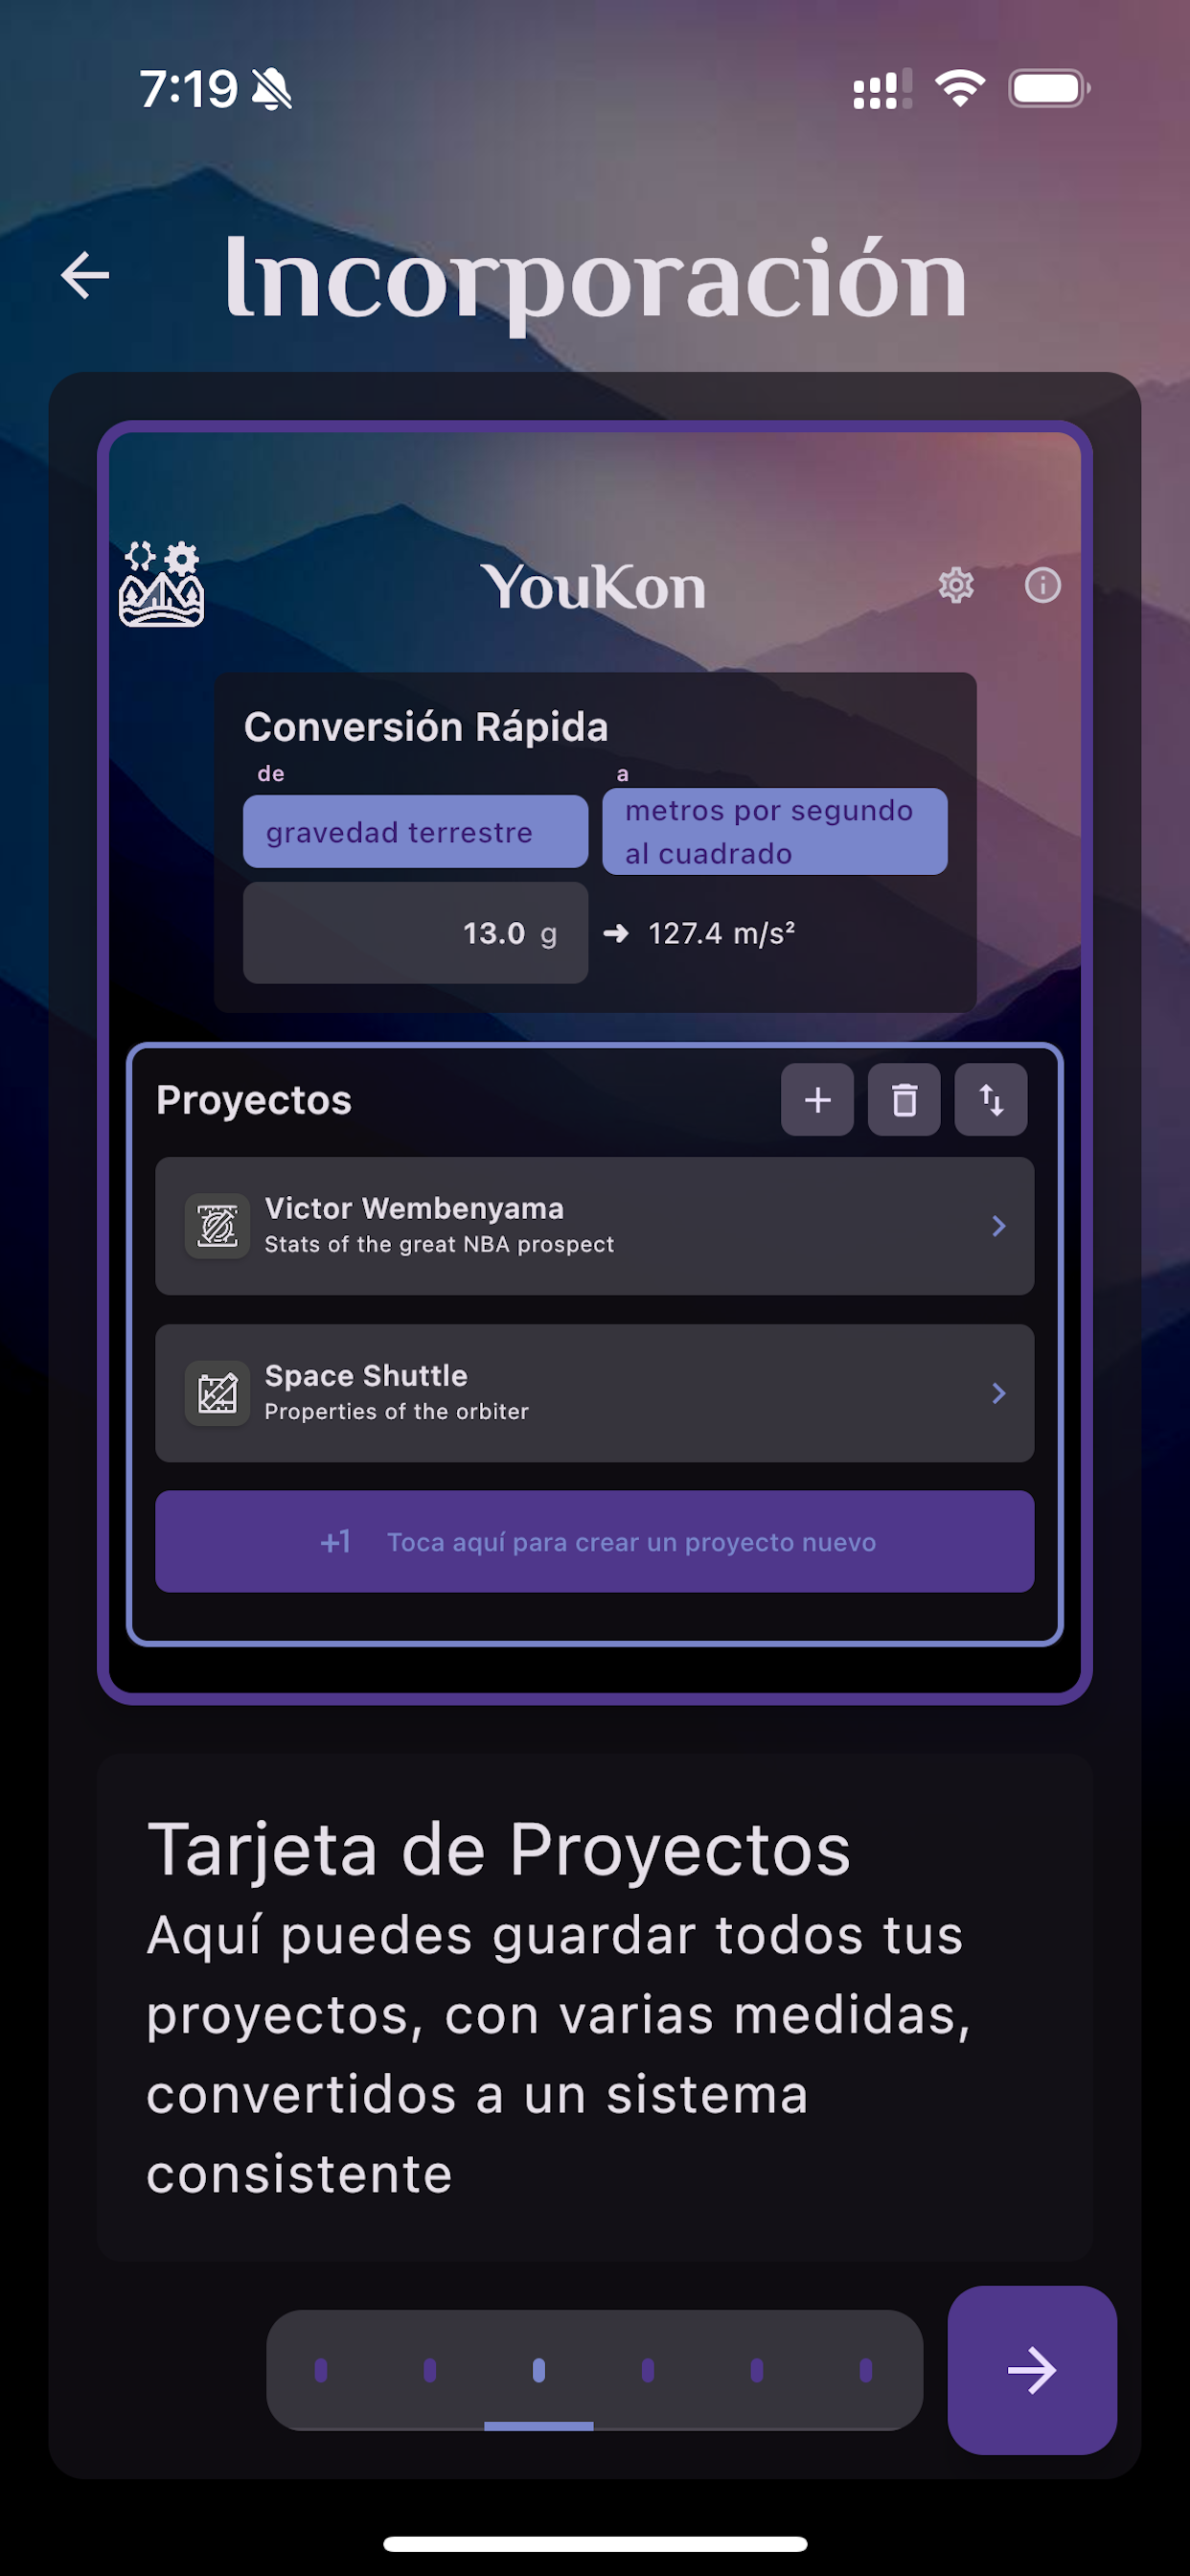 7:19
Incorporación
YouKon
Conversión Rápida
de
a
gravedad terrestre
metros por segundo
al cuadrado
13.0 g
➜ 127.4 m/s²
Proyectos
Victor Wembenyama
Stats of the great NBA prospect
Space Shuttle
Properties of the orbiter
+1 Toca aquí para crear un proyecto nuevo
Tarjeta de Proyectos
Aquí puedes guardar todos tus
proyectos, con varias medidas,
convertidos a un sistema
consistente